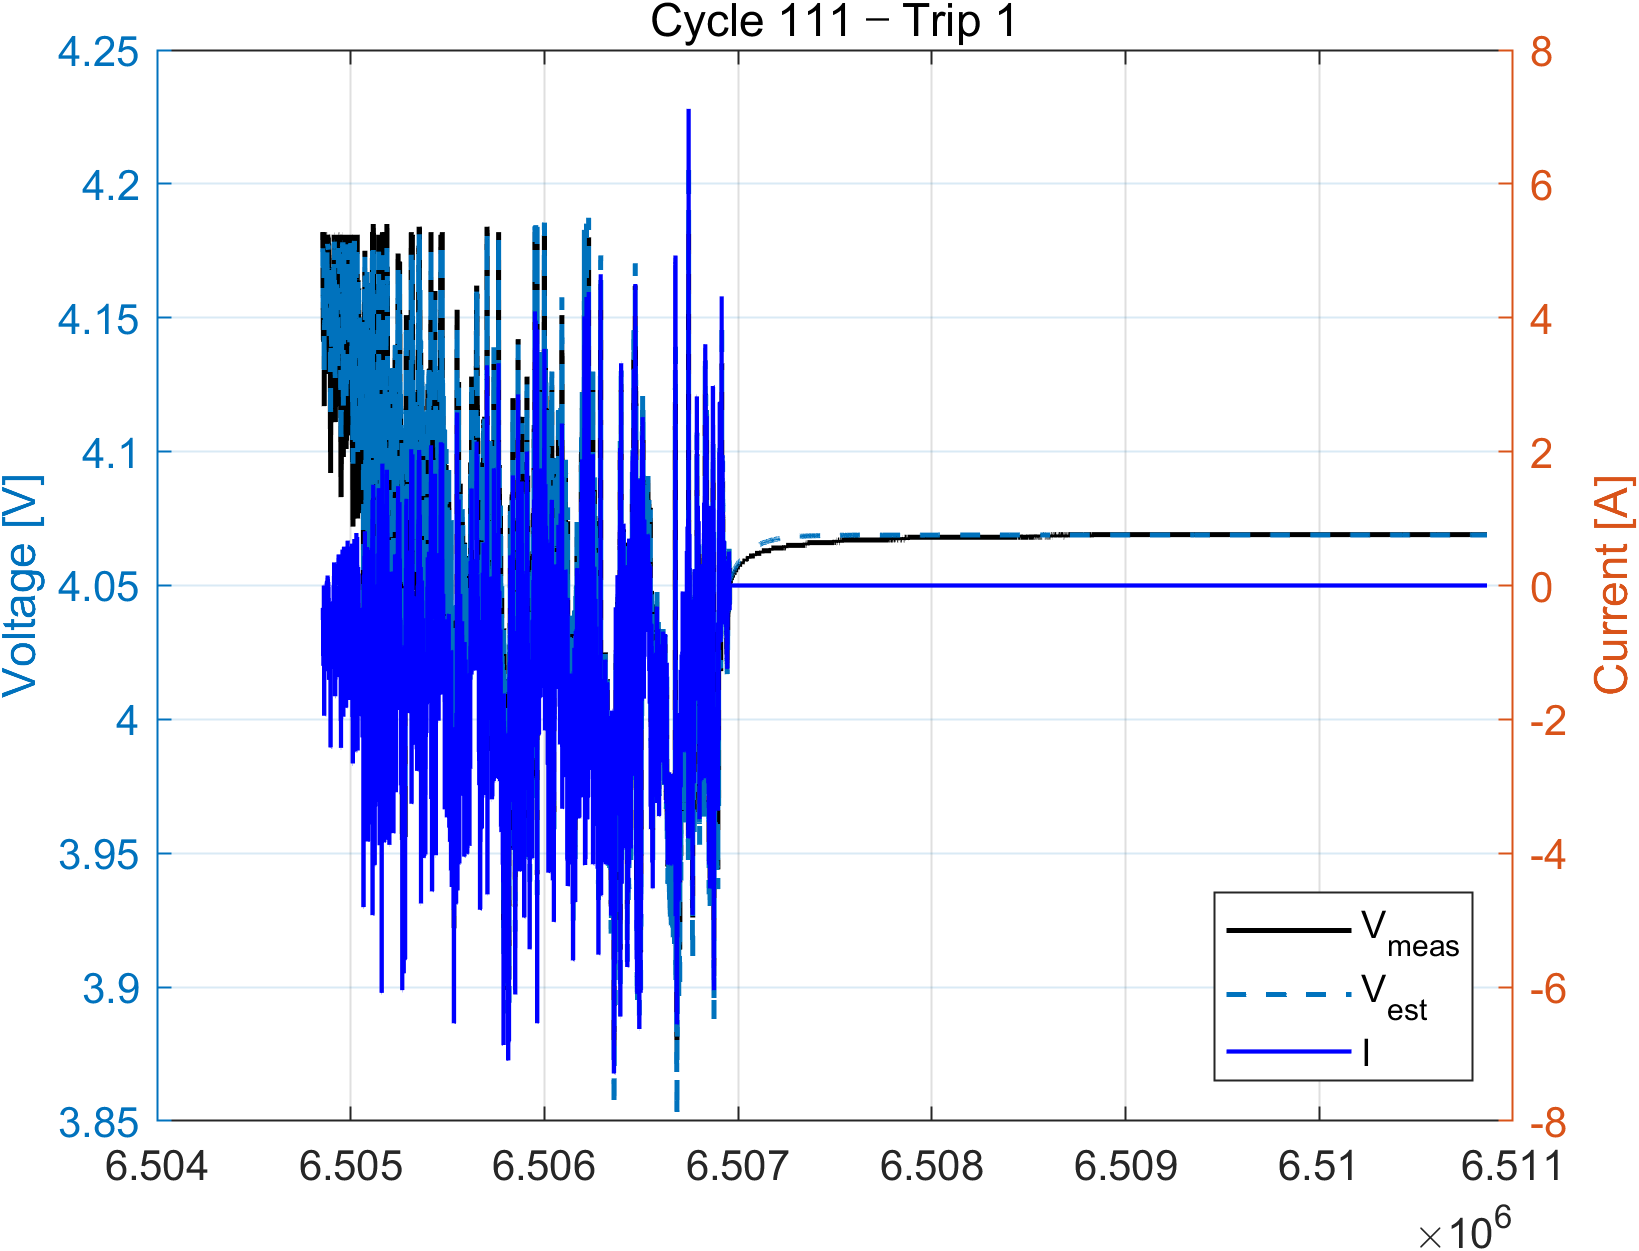 Cycle 111 – Trip 1
4.25
4.2
4.15
4.1
4.05
4
3.95
3.9
3.85
Voltage [V]
8
6
4
2
0
-2
-4
-6
-8
Current [A]
V_meas
V_est
I
6.504 6.505 6.506 6.507 6.508 6.509 6.51 6.511
×10^6